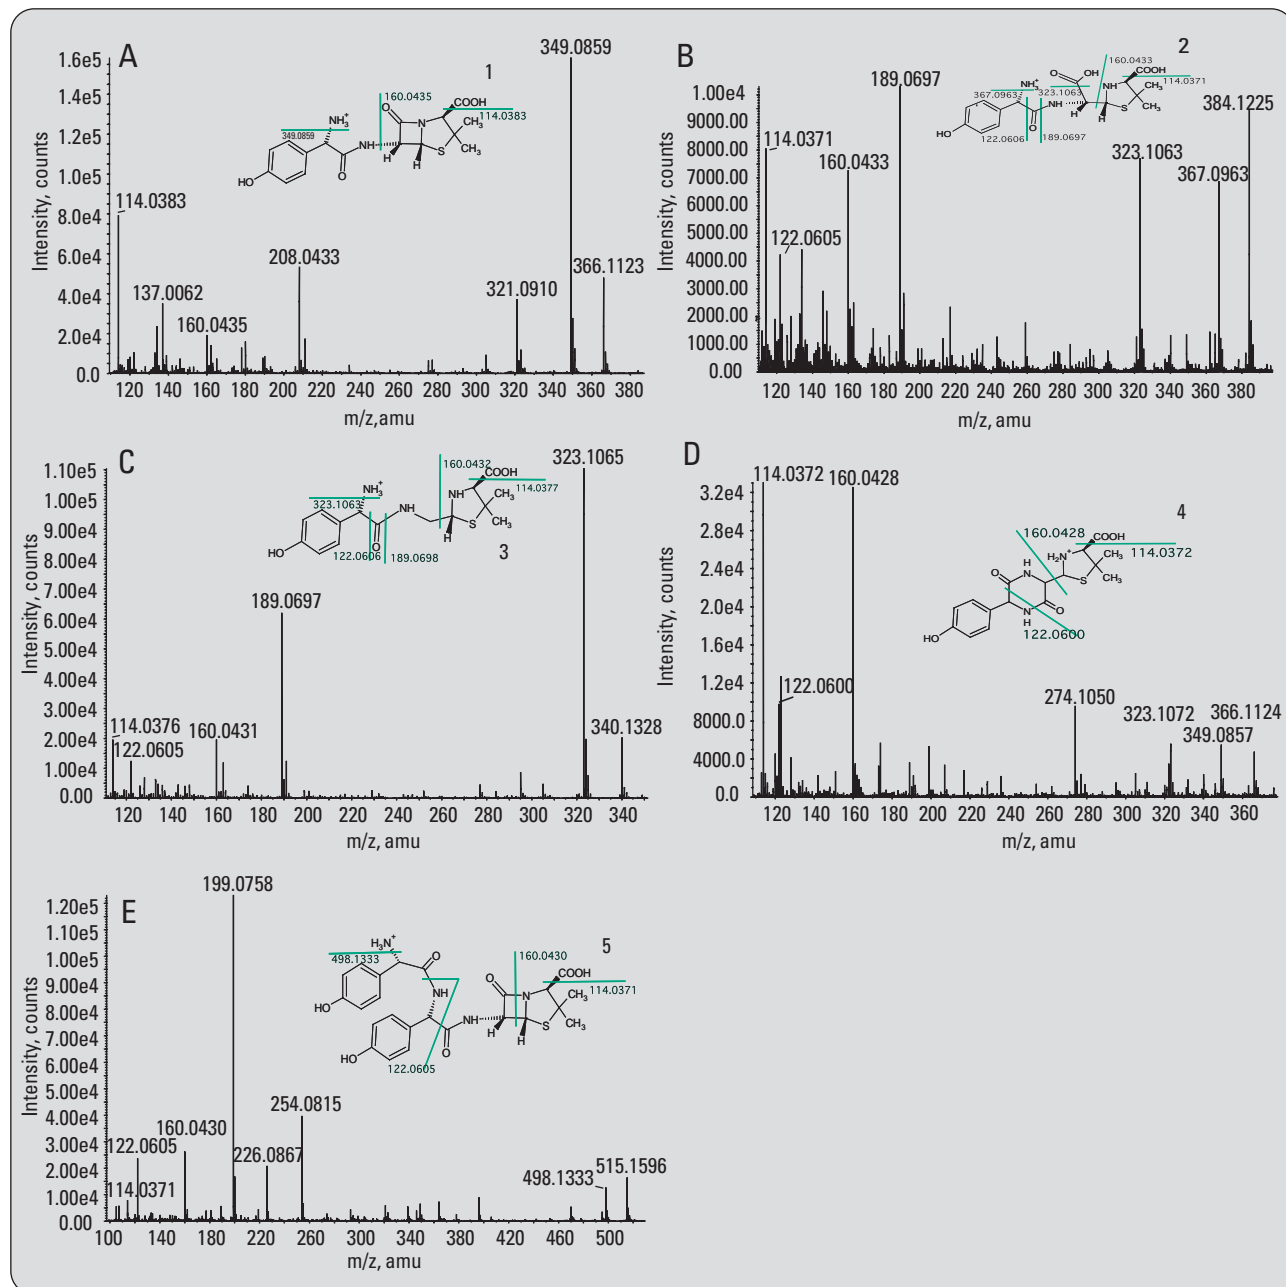 A
1
349.0859
Intensity, counts
1.6e5
1.4e5
1.2e5
1.0e5
8.0e4
6.0e4
4.0e4
2.0e4
0.0
114.0383
137.0062
160.0435
208.0433
321.0910
366.1123
349.0859
NH3+
HO
O
NH
160.0435
O
N
S
H
H
COOH
114.0383
CH3
CH3
120 140 160 180 200 220 240 260 280 300 320 340 360 380
m/z,amu
B
2
189.0697
384.1225
Intensity, counts
1.00e4
9000.00
8000.00
7000.00
6000.00
5000.00
4000.00
3000.00
2000.00
1000.00
0.00
114.0371
122.0605
160.0433
323.1063
367.0963
160.0433
COOH
114.0371
O
OH
HN
NH3+
367.0963
323.1063
NH
S
CH3
CH3
H
H
O
HO
122.0606
189.0697
120 140 160 180 200 220 240 260 280 300 320 340 360 380
m/z, amu
C
3
323.1065
Intensity, counts
1.10e5
1.00e5
9.00e4
8.00e4
7.00e4
6.00e4
5.00e4
4.00e4
3.00e4
2.00e4
1.00e4
0.00
189.0697
114.0376
122.0605
160.0431
340.1328
160.0432
COOH
114.0377
NH3+
323.1063
NH
HN
S
H
CH3
CH3
O
HO
122.0606
189.0698
120 140 160 180 200 220 240 260 280 300 320 340
m/z, amu
D
4
114.0372
160.0428
Intensity, counts
3.2e4
2.8e4
2.4e4
2.0e4
1.6e4
1.2e4
8000.0
4000.0
0.0
122.0600
274.1050
323.1072
349.0857
366.1124
160.0428
COOH
114.0372
H2N+
H
N
O
S
CH3
CH3
O
N
H
HO
122.0600
120 140 160 180 200 220 240 260 280 300 320 340 360
m/z, amu
E
5
199.0758
Intensity, counts
1.20e5
1.10e5
1.00e5
9.00e4
8.00e4
7.00e4
6.00e4
5.00e4
4.00e4
3.00e4
2.00e4
1.00e4
0.00
114.0371
122.0605
160.0430
226.0867
254.0815
498.1333
515.1596
H3N+
498.1333
O
NH
HO
HO
O
NH
122.0605
160.0430
O
N
S
H
H
COOH
114.0371
CH3
CH3
100 140 180 220 260 300 340 380 420 460 500
m/z, amu